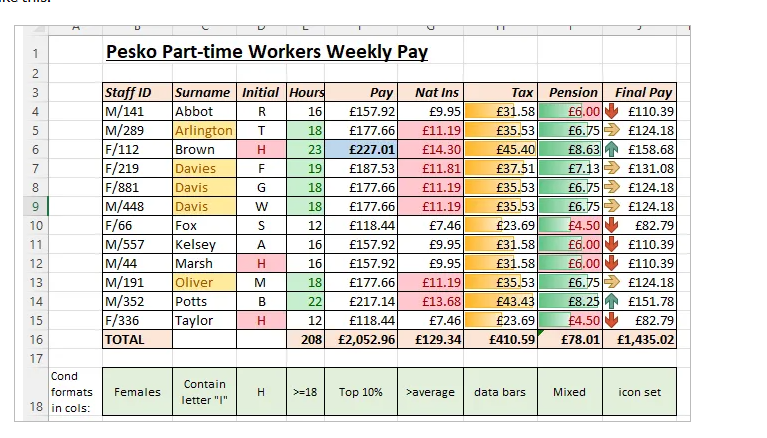 1 Pesko Part-time Workers Weekly Pay
2
3 Staff ID Surname Initial Hours Pay Nat Ins Tax Pension Final Pay
4 M/141 Abbot R 16 £157.92 £9.95 £31.58 £6.00 £110.39
5 M/289 Arlington T 18 £177.66 £11.19 £35.53 £6.75 £124.18
6 F/112 Brown H 23 £227.01 £14.30 £45.40 £8.63 £158.68
7 F/219 Davies F 19 £187.53 £11.81 £37.51 £7.13 £131.08
8 F/881 Davis G 18 £177.66 £11.19 £35.53 £6.75 £124.18
9 M/448 Davis W 18 £177.66 £11.19 £35.53 £6.75 £124.18
10 F/66 Fox S 12 £118.44 £7.46 £23.69 £4.50 £82.79
11 M/557 Kelsey A 16 £157.92 £9.95 £31.58 £6.00 £110.39
12 M/44 Marsh H 16 £157.92 £9.95 £31.58 £6.00 £110.39
13 M/191 Oliver M 18 £177.66 £11.19 £35.53 £6.75 £124.18
14 M/352 Potts B 22 £217.14 £13.68 £43.43 £8.25 £151.78
15 F/336 Taylor H 12 £118.44 £7.46 £23.69 £4.50 £82.79
16 TOTAL 208 £2,052.96 £129.34 £410.59 £78.01 £1,435.02
17
Cond
formats
18 in cols:
Females
Contain
letter "l"
H
>=18
Top 10%
>average
data bars
Mixed
icon set